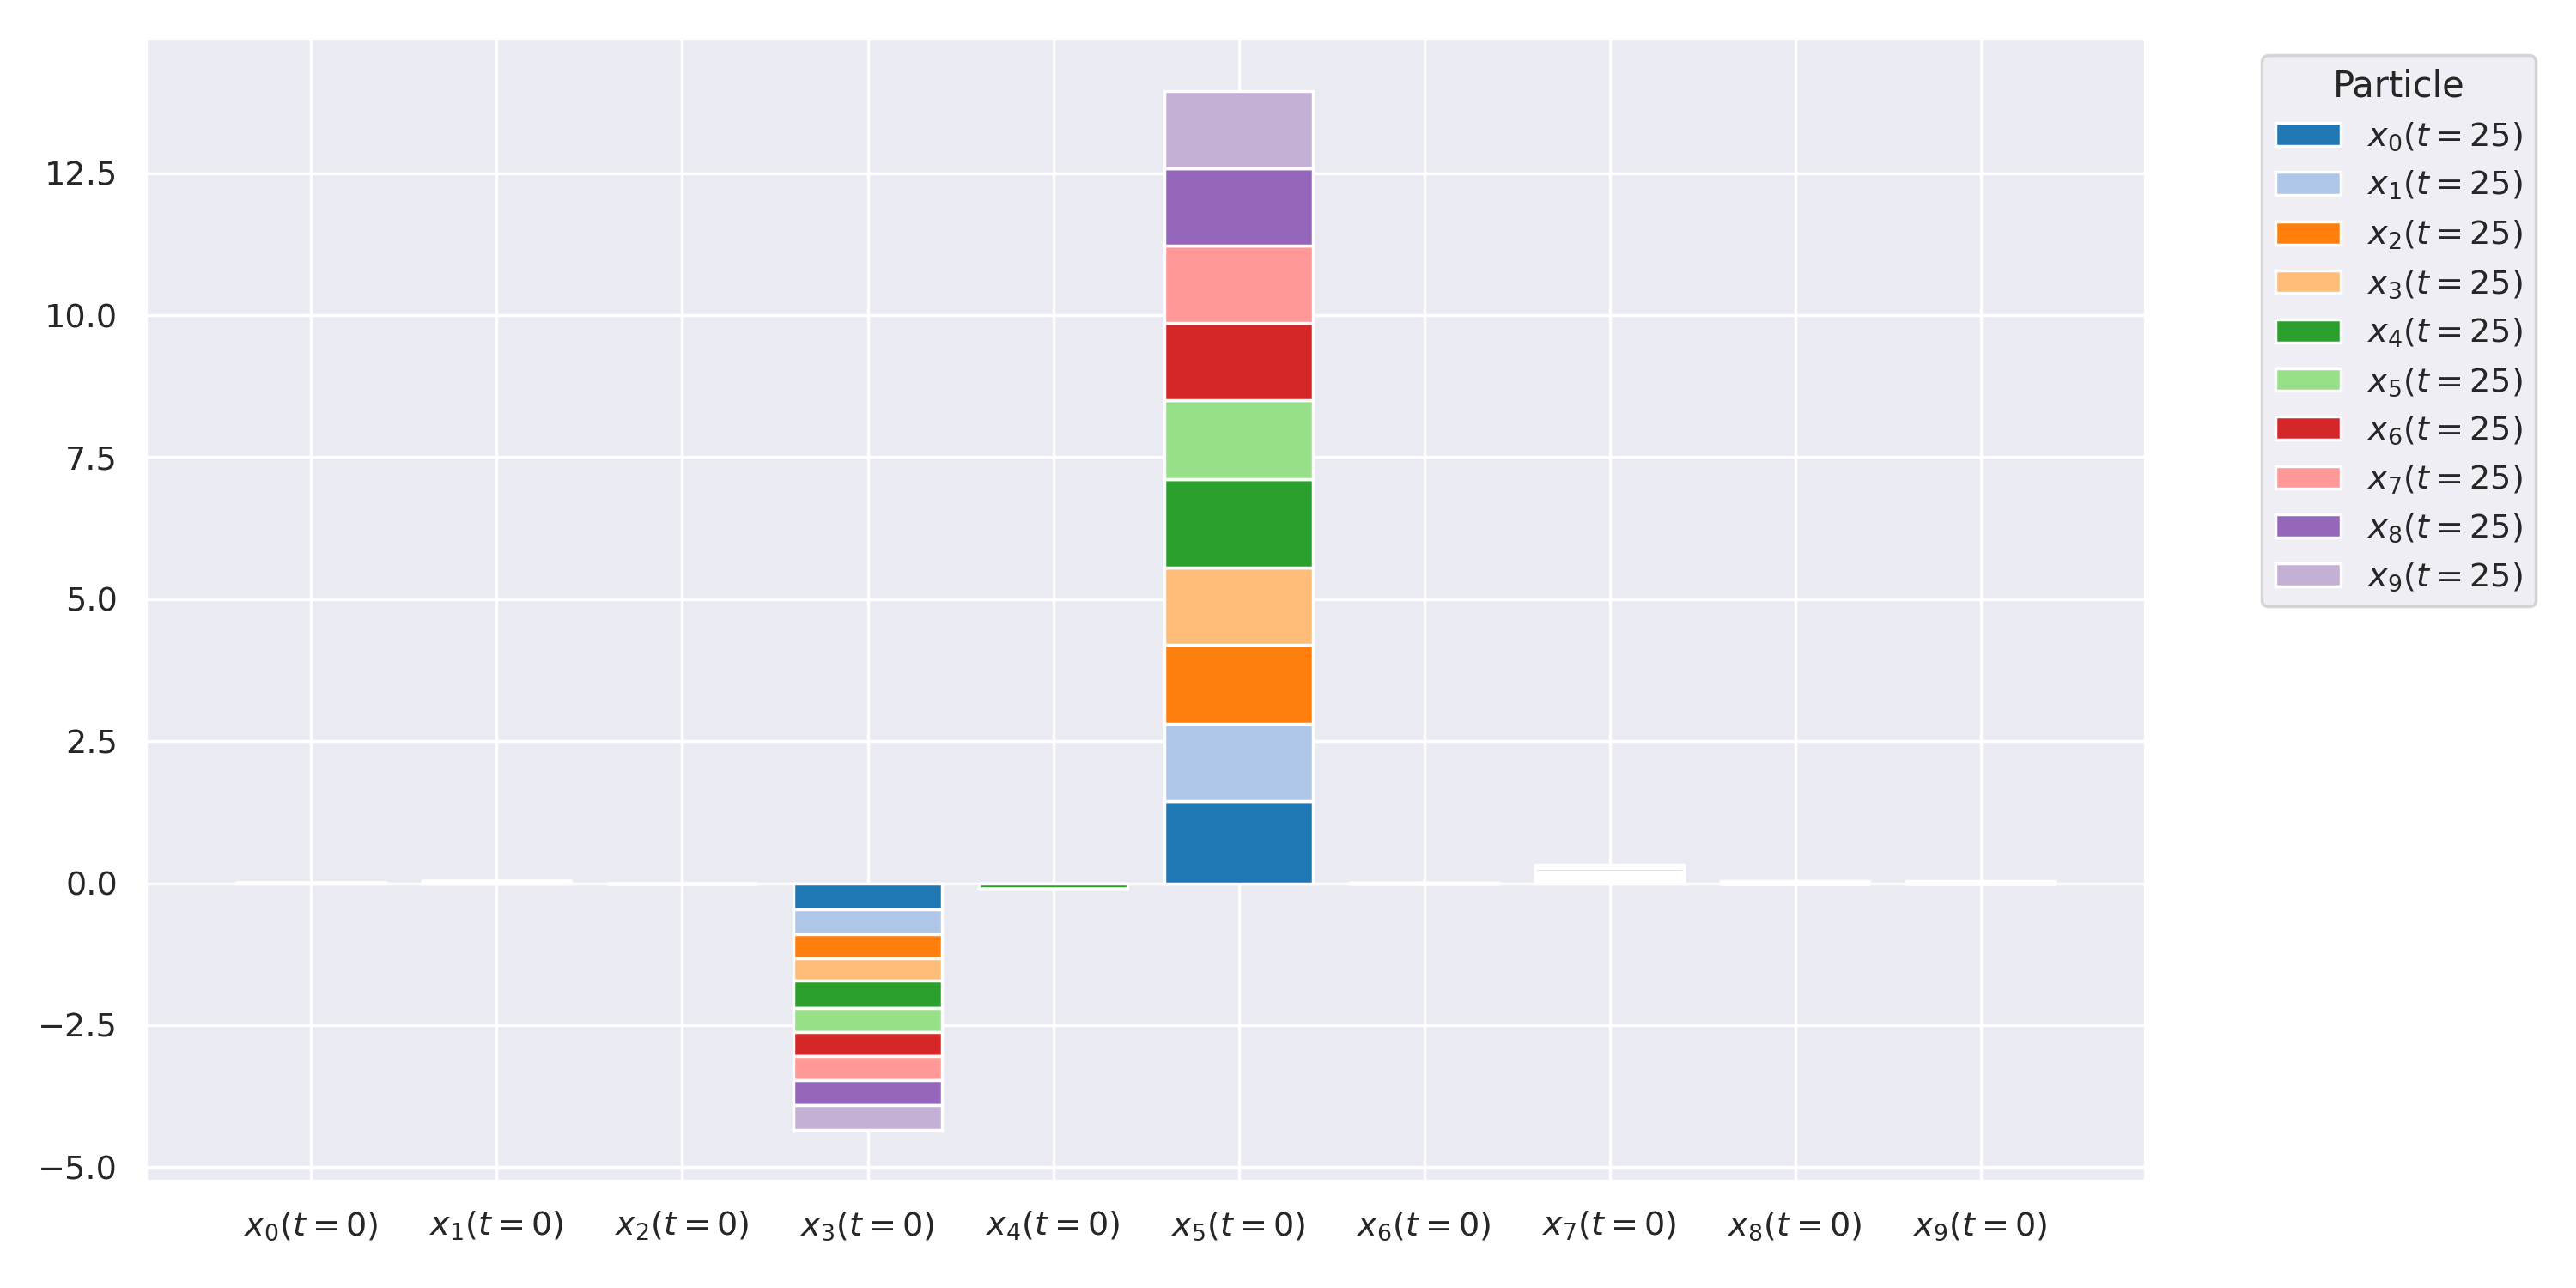 Particle
x₀(t = 25)
x₁(t = 25)
x₂(t = 25)
x₃(t = 25)
x₄(t = 25)
x₅(t = 25)
x₆(t = 25)
x₇(t = 25)
x₈(t = 25)
x₉(t = 25)
12.5
10.0
7.5
5.0
2.5
0.0
−2.5
−5.0
x₀(t = 0) x₁(t = 0) x₂(t = 0) x₃(t = 0) x₄(t = 0) x₅(t = 0) x₆(t = 0) x₇(t = 0) x₈(t = 0) x₉(t = 0)